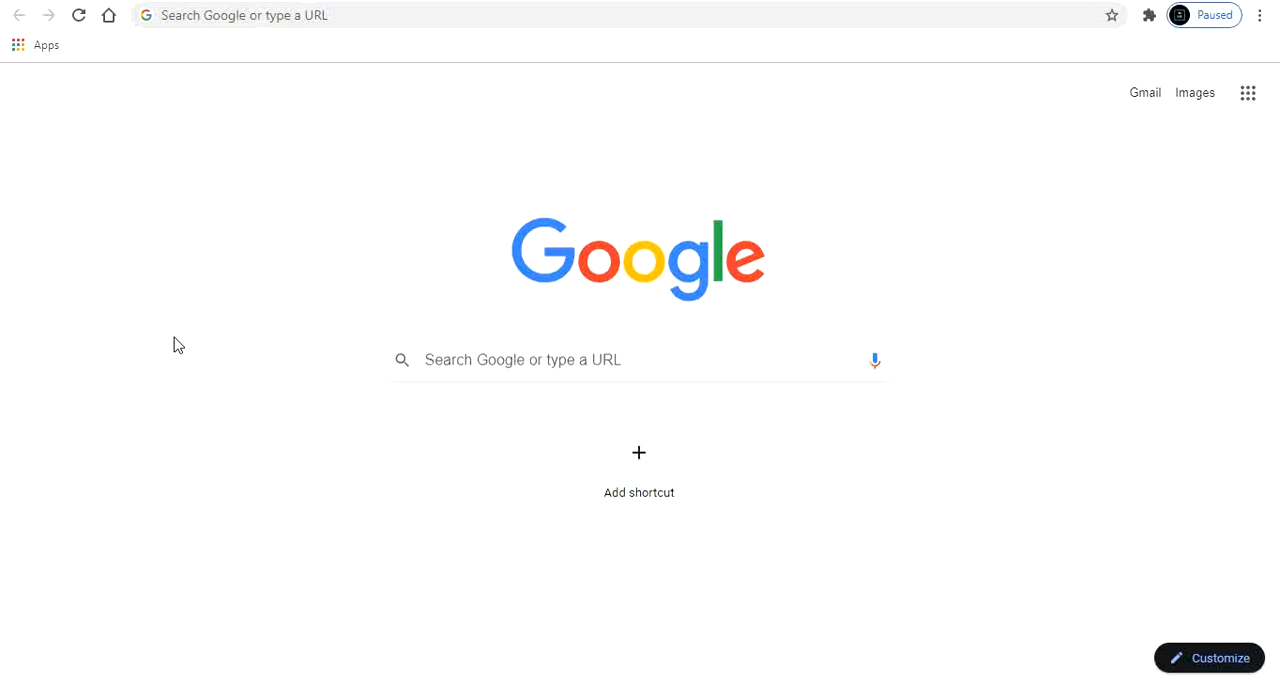 Search Google or type a URL
Paused
Apps
Gmail Images
Google
Search Google or type a URL
Add shortcut
Customize